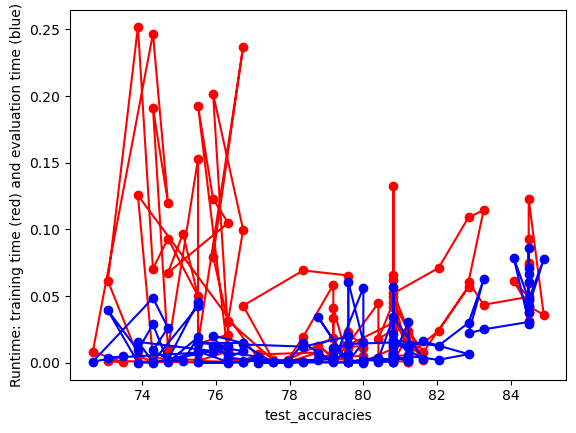 Runtime: training time (red) and evaluation time (blue)
0.25
0.20
0.15
0.10
0.05
0.00
74 76 78 80 82 84
test_accuracies